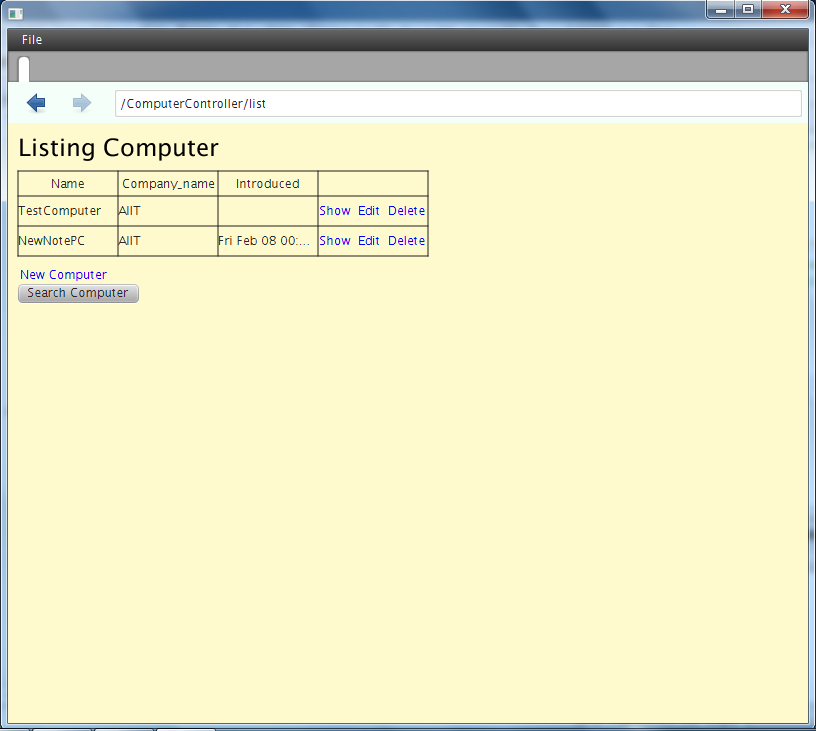 File
/ComputerController/list
Listing Computer
Name Company_name Introduced
TestComputer AIIT Show Edit Delete
NewNotePC AIIT Fri Feb 08 00:... Show Edit Delete
New Computer
Search Computer